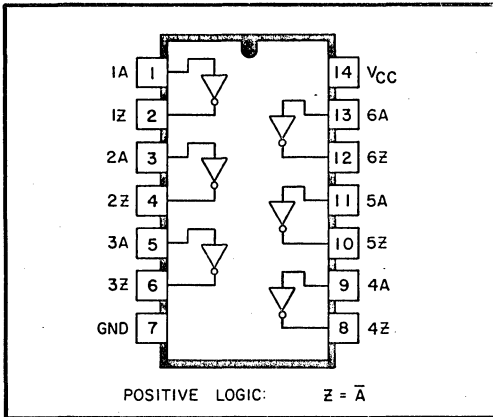 1A 1 14 VCC
1Z 2 13 6A
2A 3 12 6Z
2Z 4 11 5A
3A 5 10 5Z
3Z 6 9 4A
GND 7 8 4Z
POSITIVE LOGIC: Z = A̅